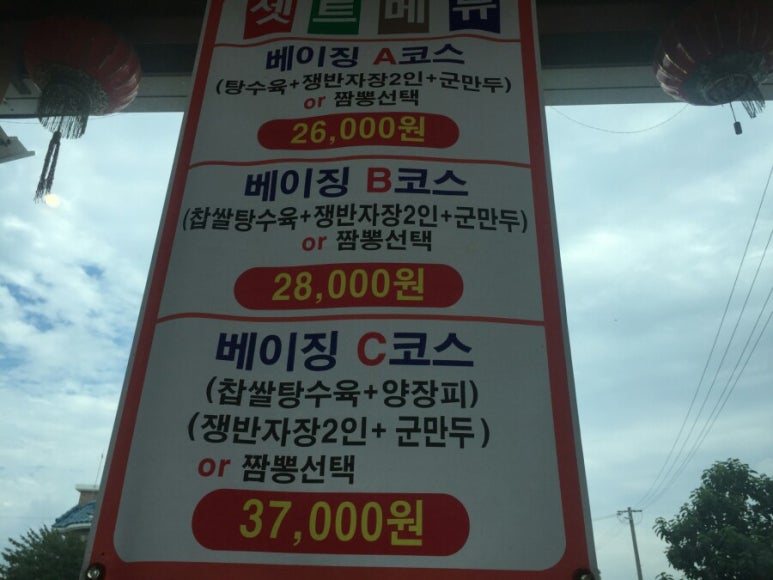 셋트메뉴
베이징 A코스
(탕수육+쟁반자장2인+군만두)
or 짬뽕선택
26,000원
베이징 B코스
(찹쌀탕수육+쟁반자장2인+군만두)
or 짬뽕선택
28,000원
베이징 C코스
(찹쌀탕수육+양장피)
(쟁반자장2인+ 군만두)
or 짬뽕선택
37,000원